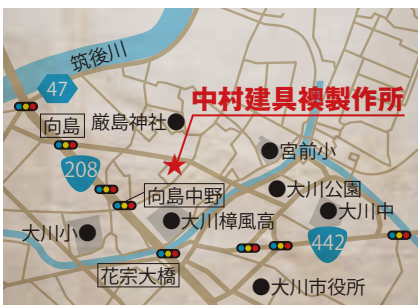 筑後川
47
中村建具襖製作所
向島
厳島神社
宮前小
208
大川公園
向島中野
大川中
大川樟風高
大川小
442
花宗大橋
大川市役所